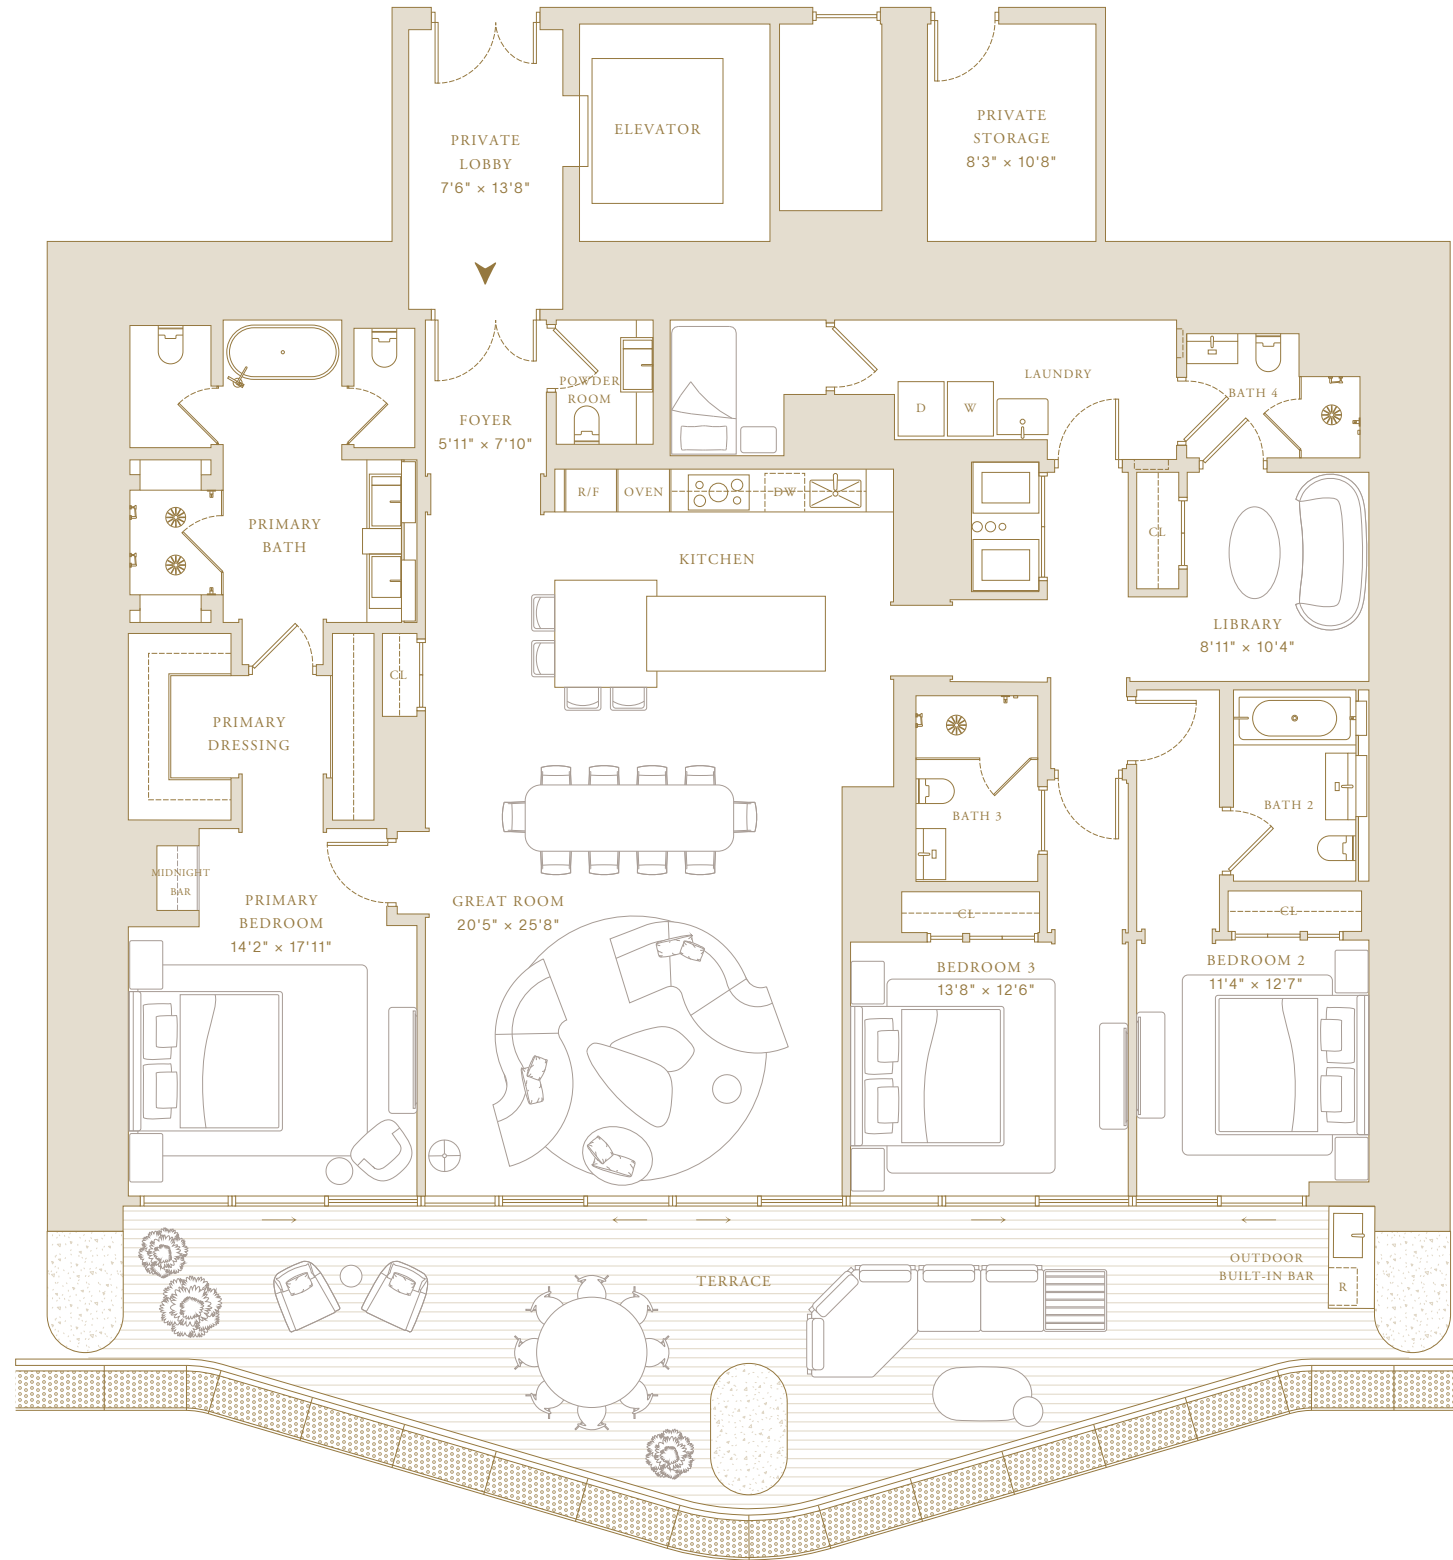 ELEVATOR
PRIVATE
LOBBY
7'6" × 13'8"
PRIVATE
STORAGE
8'3" × 10'8"
POWDER
ROOM
FOYER
5'11" × 7'10"
LAUNDRY
D
W
BATH 4
R/F
OVEN
DW
CL
PRIMARY
BATH
KITCHEN
LIBRARY
8'11" × 10'4"
CL
PRIMARY
DRESSING
BATH 3
BATH 2
MIDNIGHT
BAR
PRIMARY
BEDROOM
14'2" × 17'11"
GREAT ROOM
20'5" × 25'8"
CL
CL
BEDROOM 3
13'8" × 12'6"
BEDROOM 2
11'4" × 12'7"
TERRACE
OUTDOOR
BUILT-IN BAR
R